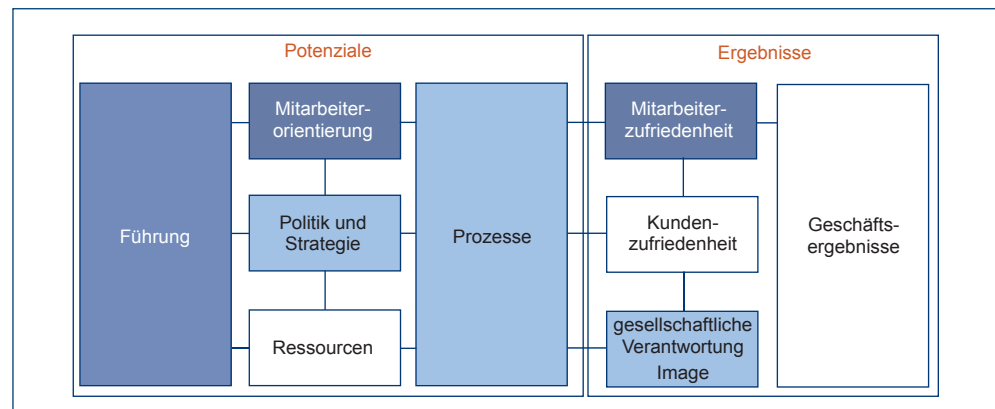 Potenziale
Ergebnisse
Führung
Mitarbeiter-
orientierung
Politik und
Strategie
Ressourcen
Prozesse
Mitarbeiter-
zufriedenheit
Kunden-
zufriedenheit
gesellschaftliche
Verantwortung
Image
Geschäfts-
ergebnisse